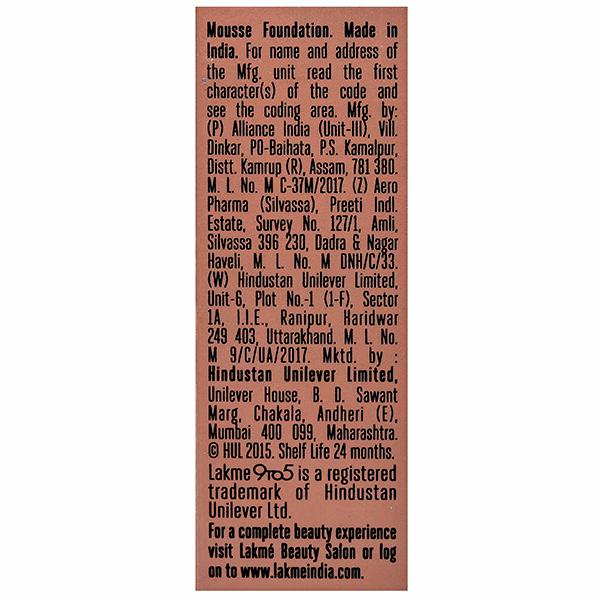 Mousse Foundation. Made in
India. For name and address of
the Mfg. unit read the first
character(s) of the code and
see the coding area. Mfg. by:
(P) Alliance India (Unit-III), Vill.
Dinkar, PO-Baihata, P.S. Kamalpur,
Distt. Kamrup (R), Assam, 781 380.
M. L. No. M C-37M/2017. (Z) Aero
Pharma (Silvassa), Preeti Indl.
Estate, Survey No. 127/1, Amli,
Silvassa 396 230, Dadra & Nagar
Haveli, M. L. No. M DNH/C/33.
(W) Hindustan Unilever Limited,
Unit-6, Plot No.-1 (1-F), Sector
1A, I.I.E., Ranipur, Haridwar
249 403, Uttarakhand. M. L. No.
M 9/C/UA/2017. Mktd. by :
Hindustan Unilever Limited,
Unilever House, B. D. Sawant
Marg, Chakala, Andheri (E),
Mumbai 400 099, Maharashtra.
© HUL 2015. Shelf Life 24 months.
Lakme 9TO5 is a registered
trademark of Hindustan
Unilever Ltd.
For a complete beauty experience
visit Lakmé Beauty Salon or log
on to www.lakmeindia.com.